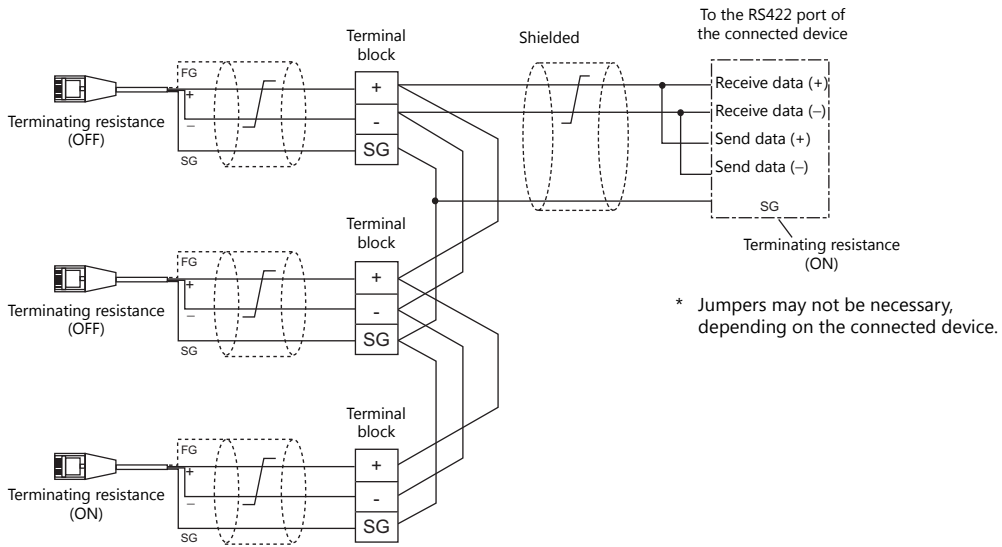 To the RS422 port of
the connected device
Terminal
block
Shielded
FG
+
−
SG
Terminating resistance
(OFF)
+
-
SG
Receive data (+)
Receive data (−)
Send data (+)
Send data (−)
SG
Terminating resistance
(ON)
* Jumpers may not be necessary,
depending on the connected device.
Terminal
block
FG
+
−
SG
Terminating resistance
(OFF)
+
-
SG
Terminal
block
FG
+
−
SG
Terminating resistance
(ON)
+
-
SG